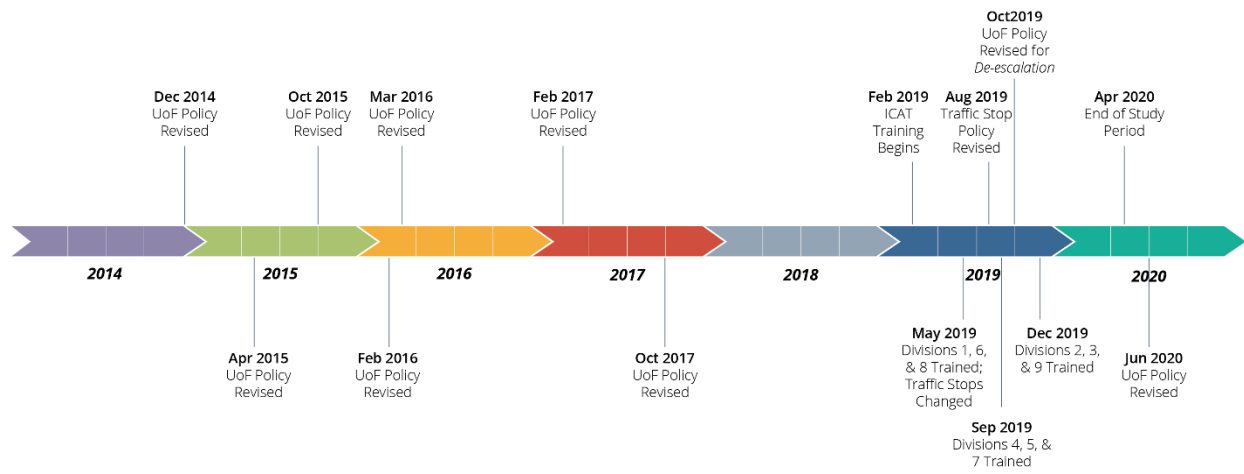 Oct2019
UoF Policy
Revised for
De-escalation
Dec 2014
UoF Policy
Revised
Oct 2015
UoF Policy
Revised
Mar 2016
UoF Policy
Revised
Feb 2017
UoF Policy
Revised
Feb 2019
ICAT
Training
Begins
Aug 2019
Traffic Stop
Policy
Revised
Apr 2020
End of Study
Period
2014
2015
2016
2017
2018
2019
2020
Apr 2015
UoF Policy
Revised
Feb 2016
UoF Policy
Revised
Oct 2017
UoF Policy
Revised
May 2019
Divisions 1, 6,
& 8 Trained;
Traffic Stops
Changed
Dec 2019
Divisions 2, 3,
& 9 Trained
Jun 2020
UoF Policy
Revised
Sep 2019
Divisions 4, 5, &
7 Trained